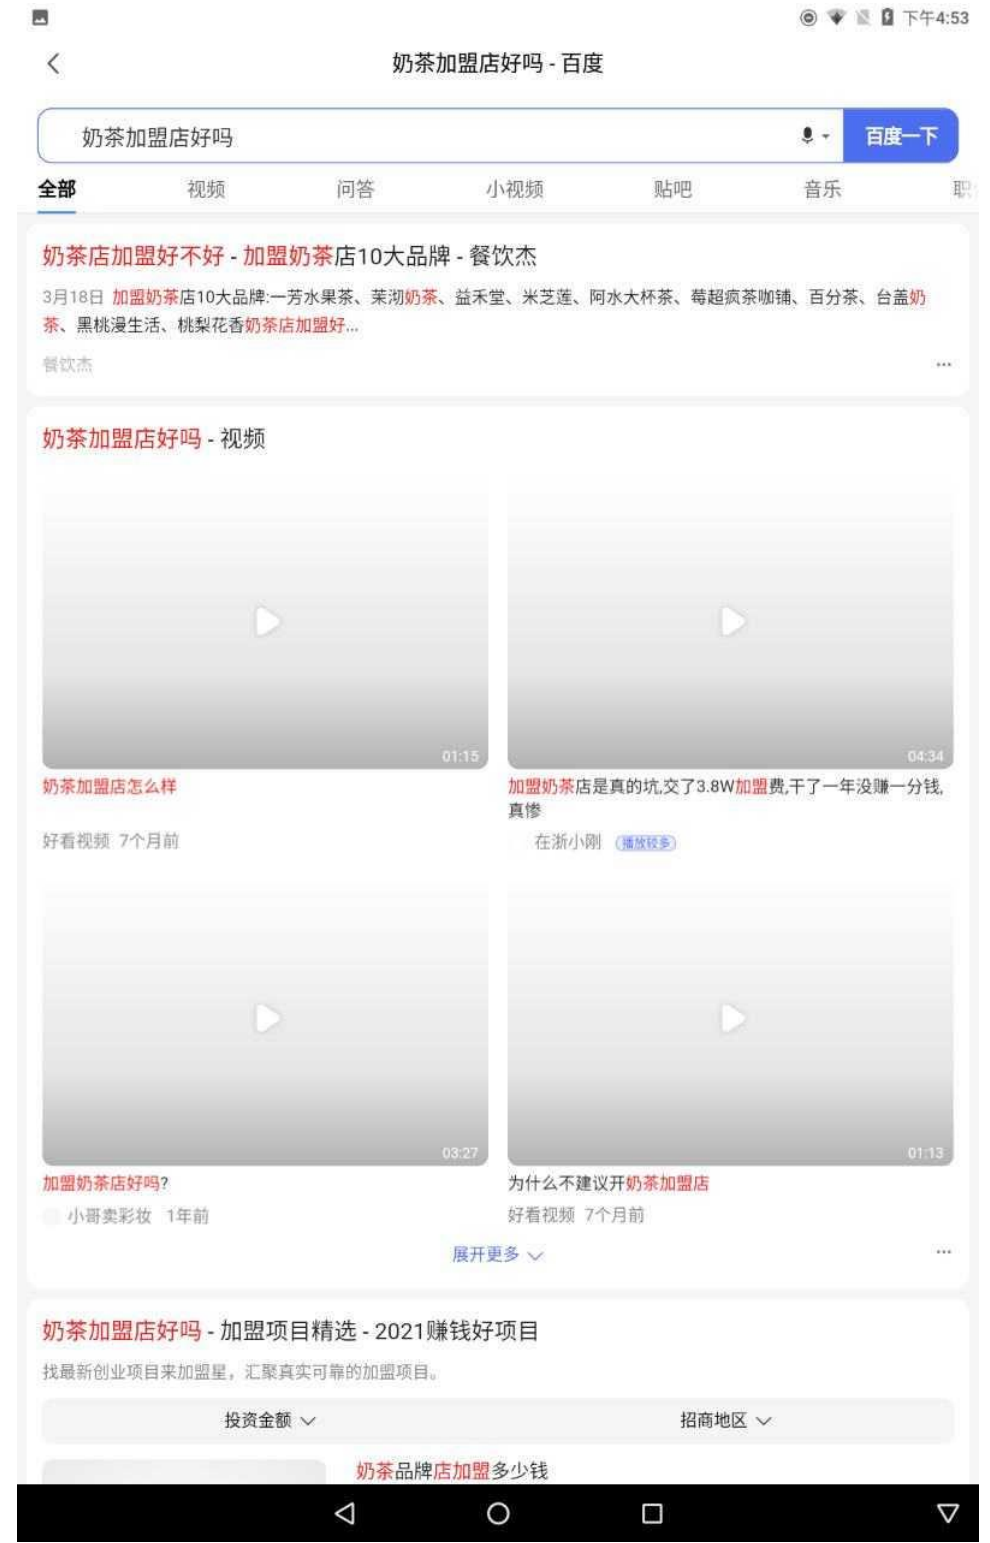 下午4:53
奶茶加盟店好吗 - 百度
奶茶加盟店好吗
百度一下
全部 视频 问答 小视频 贴吧 音乐 职
奶茶店加盟好不好 - 加盟奶茶店10大品牌 - 餐饮杰
3月18日 加盟奶茶店10大品牌:一芳水果茶、茉沏奶茶、益禾堂、米芝莲、阿水大杯茶、莓超疯茶咖铺、百分茶、台盖奶
茶、黑桃漫生活、桃梨花香奶茶店加盟好...
餐饮杰
奶茶加盟店好吗 - 视频
01:15
04:34
奶茶加盟店怎么样
好看视频 7个月前
加盟奶茶店是真的坑,交了3.8W加盟费,干了一年没赚一分钱,
真惨
在浙小刚 播放较多
03:27
01:13
加盟奶茶店好吗?
小哥卖彩妆 1年前
为什么不建议开奶茶加盟店
好看视频 7个月前
展开更多
奶茶加盟店好吗 - 加盟项目精选 - 2021赚钱好项目
找最新创业项目来加盟星，汇聚真实可靠的加盟项目。
投资金额 招商地区
奶茶品牌店加盟多少钱